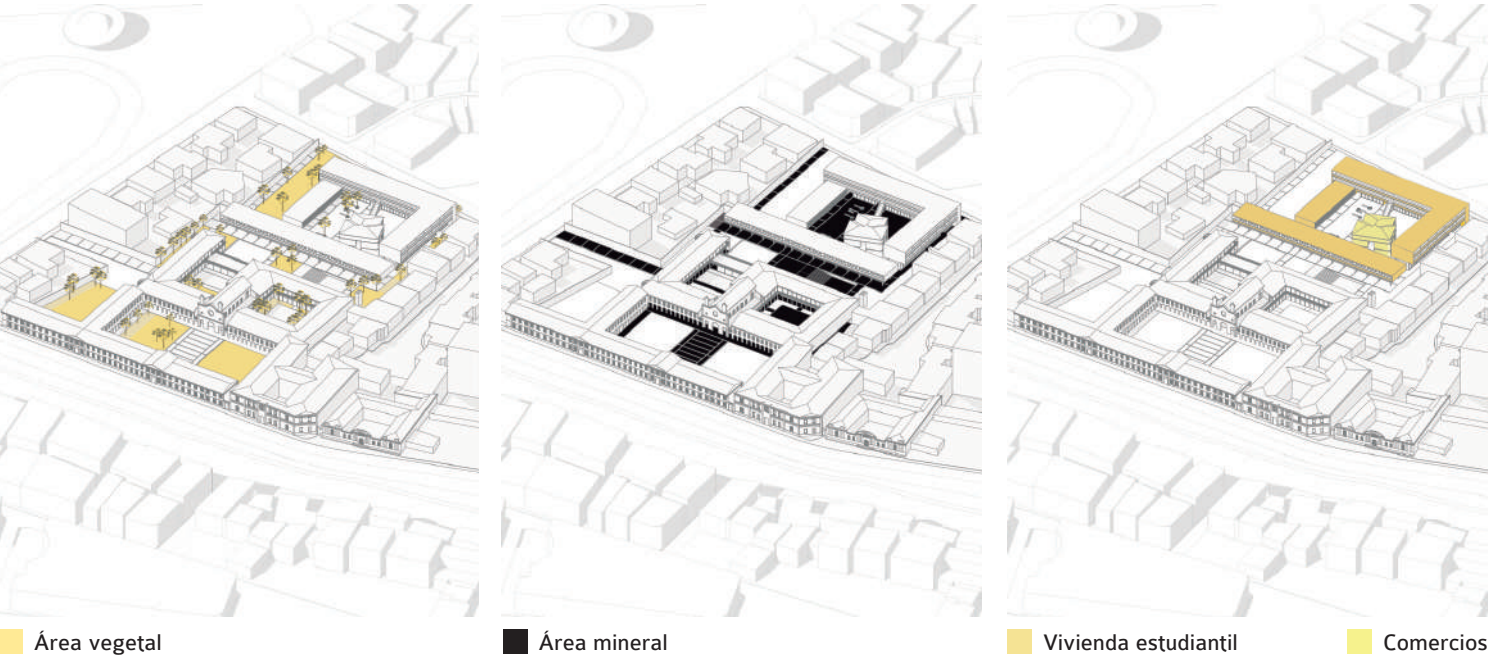 Área vegetal
Área mineral
Vivienda estudiantil
Comercios